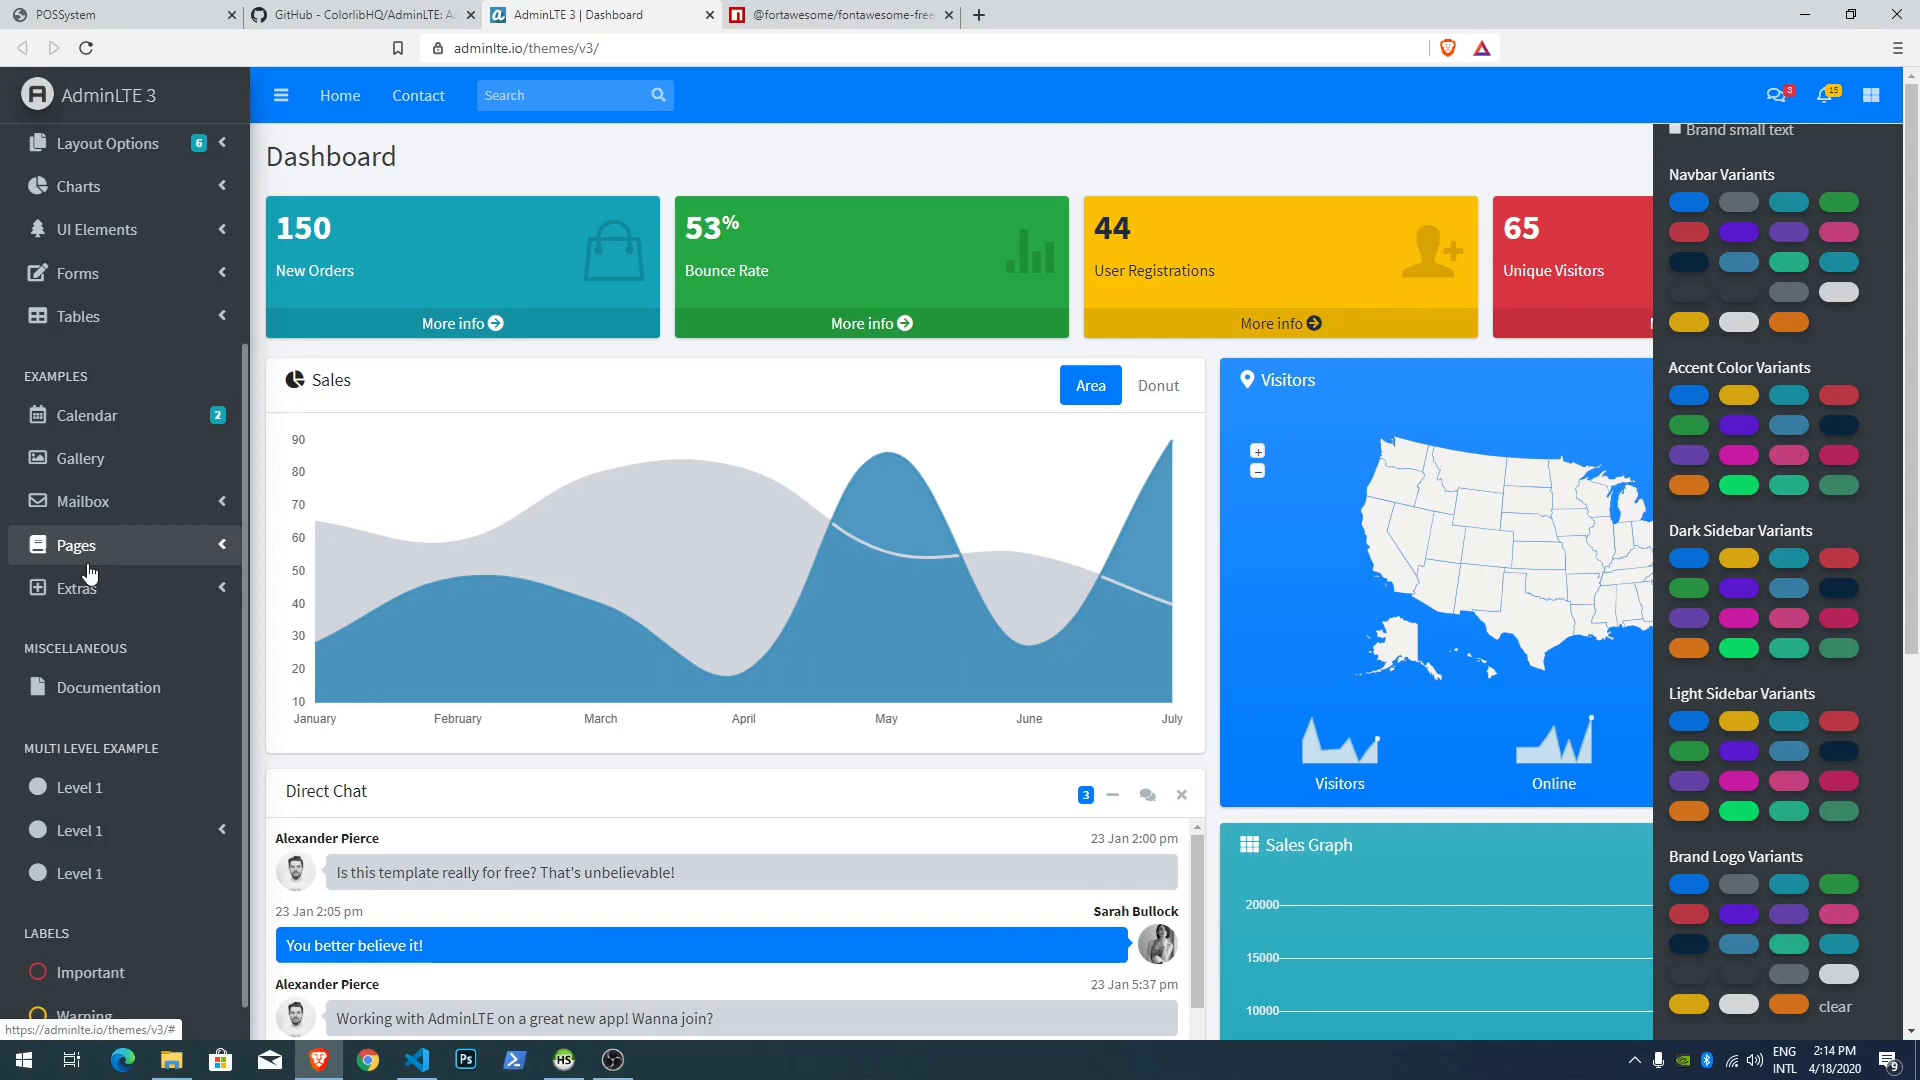 POSSystem
GitHub - ColorlibHQ/AdminLTE: Ad
AdminLTE 3 | Dashboard
@fortawesome/fontawesome-free
adminlte.io/themes/v3/
AdminLTE 3
Home
Contact
Search
3
15
Layout Options
6
Charts
UI Elements
Forms
Tables
EXAMPLES
Calendar
2
Gallery
Mailbox
Pages
Extras
MISCELLANEOUS
Documentation
MULTI LEVEL EXAMPLE
Level 1
Level 1
Level 1
LABELS
Important
Warning
https://adminlte.io/themes/v3/#
Dashboard
150
New Orders
More info
53%
Bounce Rate
More info
44
User Registrations
More info
65
Unique Visitors
Sales
Area
Donut
90
80
70
60
50
40
30
20
10
January
February
March
April
May
June
July
Visitors
+
−
Visitors
Online
Direct Chat
3
Alexander Pierce
23 Jan 2:00 pm
Is this template really for free? That's unbelievable!
23 Jan 2:05 pm
Sarah Bullock
You better believe it!
Alexander Pierce
23 Jan 5:37 pm
Working with AdminLTE on a great new app! Wanna join?
Sales Graph
20000
15000
10000
Brand small text
Navbar Variants
Accent Color Variants
Dark Sidebar Variants
Light Sidebar Variants
Brand Logo Variants
clear
Ps
HS
ENG
INTL
2:14 PM
4/18/2020
9